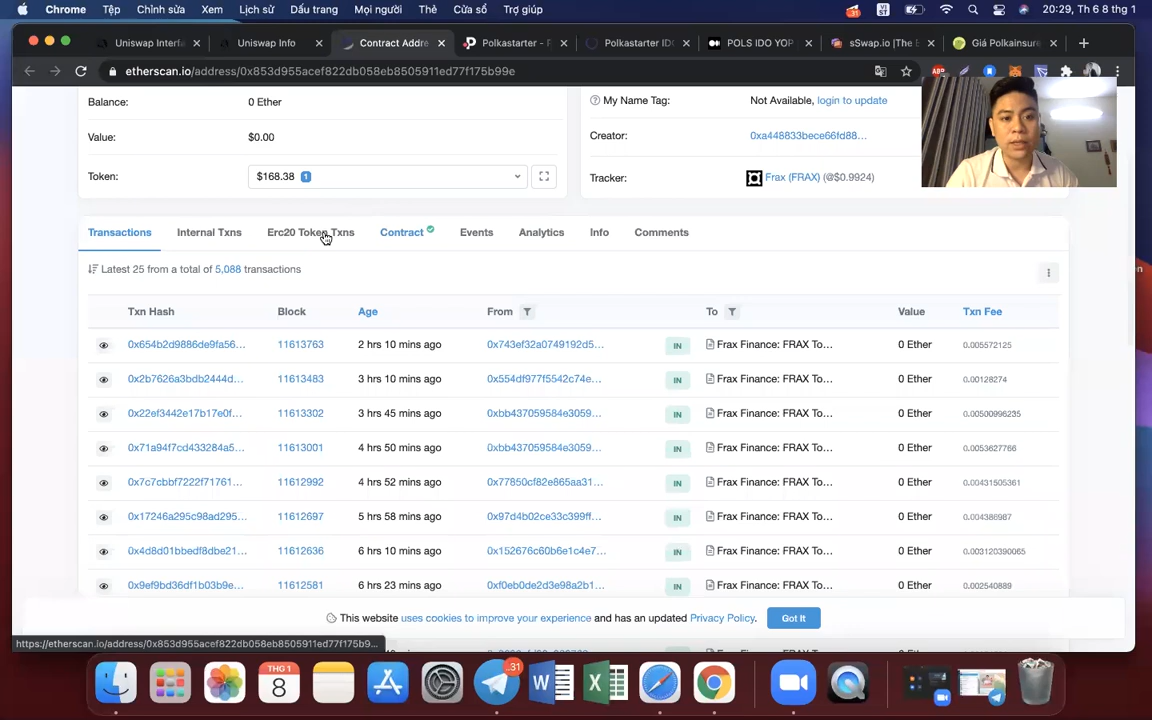 Chrome Tệp Chỉnh sửa Xem Lịch sử Dấu trang Mọi người Thẻ Cửa sổ Trợ giúp 31 VI ST 20:29, Th 6 8 thg 1
Uniswap Interfa Uniswap Info Contract Addre Polkastarter - P Polkastarter IDO POLS IDO YOP sSwap.io |The E Giá Polkainsure
etherscan.io/address/0x853d955acef822db058eb8505911ed77f175b99e
Balance: 0 Ether My Name Tag: Not Available, login to update
Value: $0.00 Creator: 0xa448833bece66fd88...
Token: $168.38 1 Tracker: Frax (FRAX) (@$0.9924)
Transactions Internal Txns Erc20 Token Txns Contract Events Analytics Info Comments
Latest 25 from a total of 5,088 transactions
Txn Hash Block Age From To Value Txn Fee
0x654b2d9886de9fa56... 11613763 2 hrs 10 mins ago 0x743ef32a0749192d5... IN Frax Finance: FRAX To... 0 Ether 0.005572125
0x2b7626a3bdb2444d... 11613483 3 hrs 10 mins ago 0x554df977f5542c74e... IN Frax Finance: FRAX To... 0 Ether 0.00128274
0x22ef3442e17b17e0f... 11613302 3 hrs 45 mins ago 0xbb437059584e3059... IN Frax Finance: FRAX To... 0 Ether 0.00500996235
0x71a94f7cd433284a5... 11613001 4 hrs 50 mins ago 0xbb437059584e3059... IN Frax Finance: FRAX To... 0 Ether 0.0053627766
0x7c7cbbf7222f71761... 11612992 4 hrs 52 mins ago 0x77850cf82e865aa31... IN Frax Finance: FRAX To... 0 Ether 0.00431505361
0x17246a295c98ad295... 11612697 5 hrs 58 mins ago 0x97d4b02ce33c399ff... IN Frax Finance: FRAX To... 0 Ether 0.004386987
0x4d8d01bbedf8dbe21... 11612636 6 hrs 10 mins ago 0x152676c60b6e1c4e7... IN Frax Finance: FRAX To... 0 Ether 0.003120390065
0x9ef9bd36df1b03b9e... 11612581 6 hrs 23 mins ago 0xf0eb0de2d3e98a2b1... IN Frax Finance: FRAX To... 0 Ether 0.002540889
This website uses cookies to improve your experience and has an updated Privacy Policy. Got It
https://etherscan.io/address/0x853d955acef822db058eb8505911ed77f175b9...
THG 1
8
31